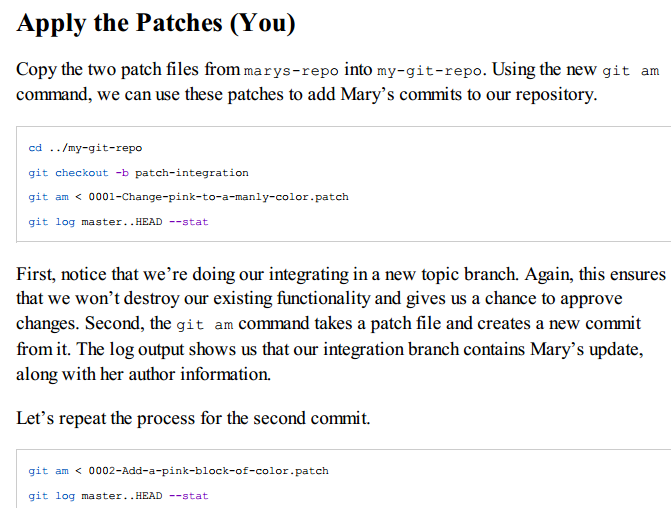 Apply the Patches (You)
Copy the two patch files from marys-repo into my-git-repo. Using the new git am
command, we can use these patches to add Mary’s commits to our repository.
cd ../my-git-repo
git checkout -b patch-integration
git am < 0001-Change-pink-to-a-manly-color.patch
git log master..HEAD --stat
First, notice that we’re doing our integrating in a new topic branch. Again, this ensures
that we won’t destroy our existing functionality and gives us a chance to approve
changes. Second, the git am command takes a patch file and creates a new commit
from it. The log output shows us that our integration branch contains Mary’s update,
along with her author information.
Let’s repeat the process for the second commit.
git am < 0002-Add-a-pink-block-of-color.patch
git log master..HEAD --stat